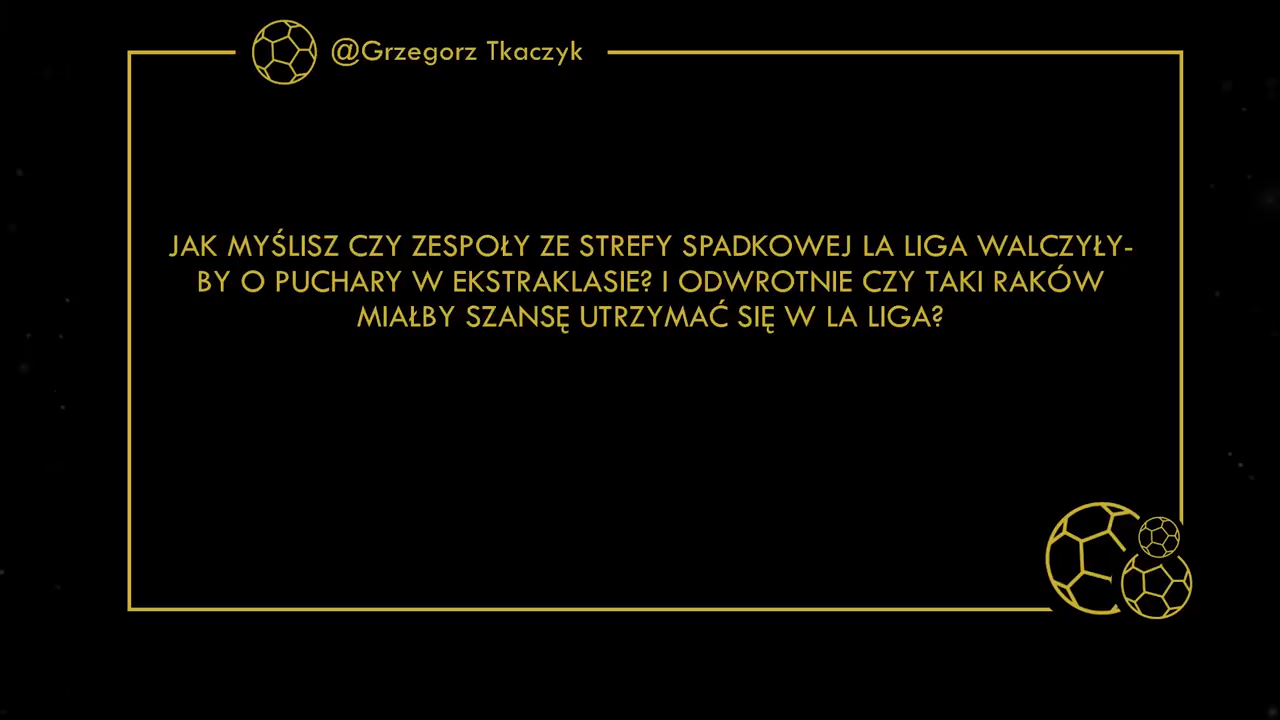 @Grzegorz Tkaczyk
JAK MYŚLISZ CZY ZESPOŁY ZE STREFY SPADKOWEJ LA LIGA WALCZYŁY-
BY O PUCHARY W EKSTRAKLASIE? I ODWROTNIE CZY TAKI RAKÓW
MIAŁBY SZANSĘ UTRZYMAĆ SIĘ W LA LIGA?